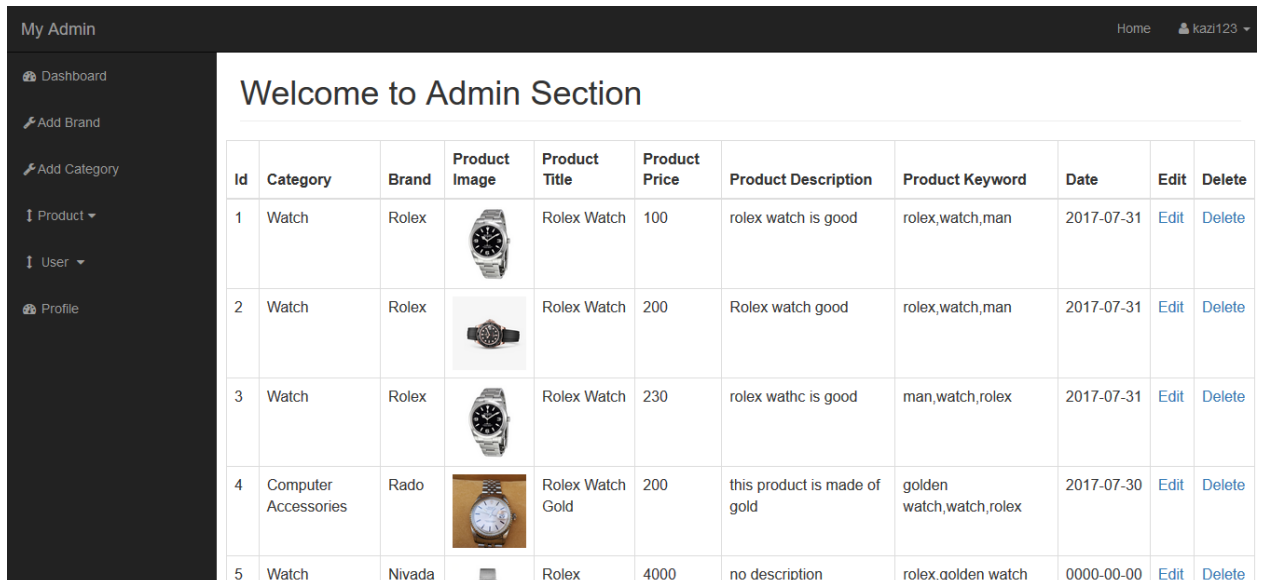 My Admin
Home kazi123
Dashboard
Add Brand
Add Category
Product
User
Profile
Welcome to Admin Section
Id Category Brand Product Image Product Title Product Price Product Description Product Keyword Date Edit Delete
1 Watch Rolex Rolex Watch 100 rolex watch is good rolex,watch,man 2017-07-31 Edit Delete
2 Watch Rolex Rolex Watch 200 Rolex watch good rolex,watch,man 2017-07-31 Edit Delete
3 Watch Rolex Rolex Watch 230 rolex wathc is good man,watch,rolex 2017-07-31 Edit Delete
4 Computer Accessories Rado Rolex Watch Gold 200 this product is made of gold golden watch,watch,rolex 2017-07-30 Edit Delete
5 Watch Nivada Rolex 4000 no description rolex,golden watch 0000-00-00 Edit Delete